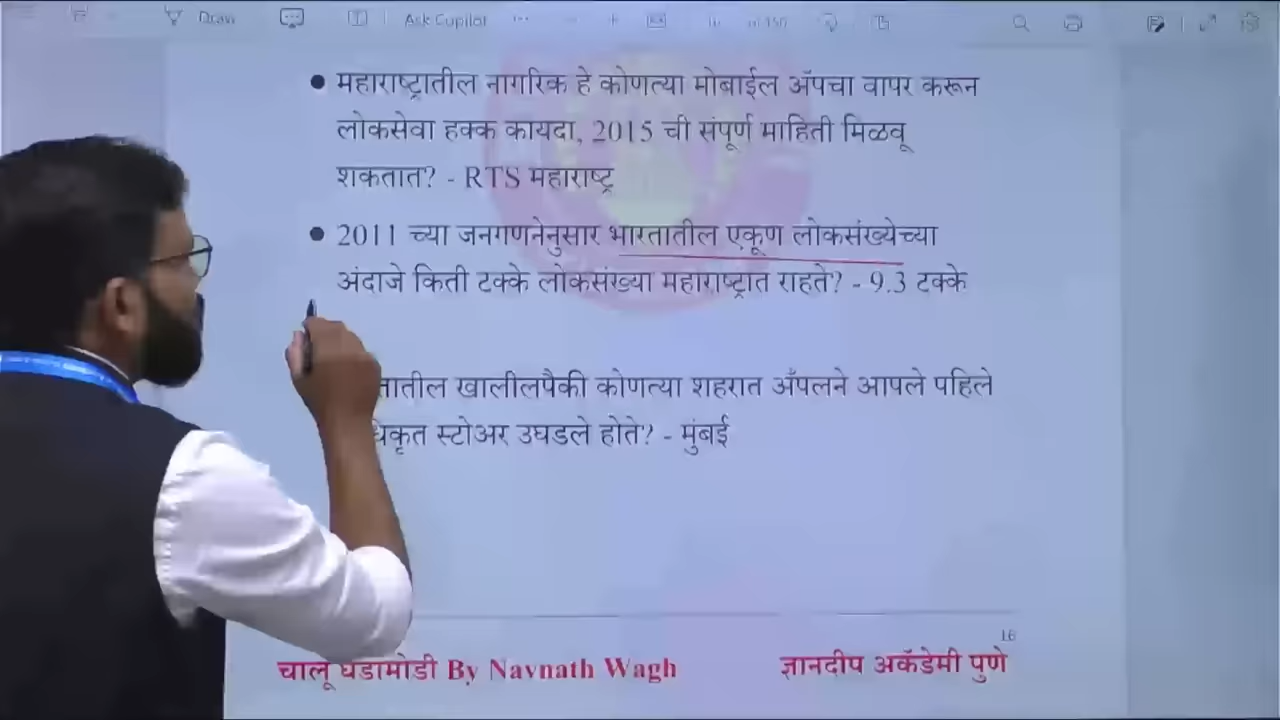 Draw
Ask Copilot
महाराष्ट्रातील नागरिक हे कोणत्या मोबाईल ॲपचा वापर करून
लोकसेवा हक्क कायदा, 2015 ची संपूर्ण माहिती मिळवू
शकतात? - RTS महाराष्ट्र
2011 च्या जनगणनेनुसार भारतातील एकूण लोकसंख्येच्या
अंदाजे किती टक्के लोकसंख्या महाराष्ट्रात राहते? - 9.3 टक्के
खालीलपैकी कोणत्या शहरात ॲपलने आपले पहिले
स्टोअर उघडले होते? - मुंबई
16
चालू घडामोडी By Navnath Wagh
ज्ञानदीप अकॅडेमी पुणे